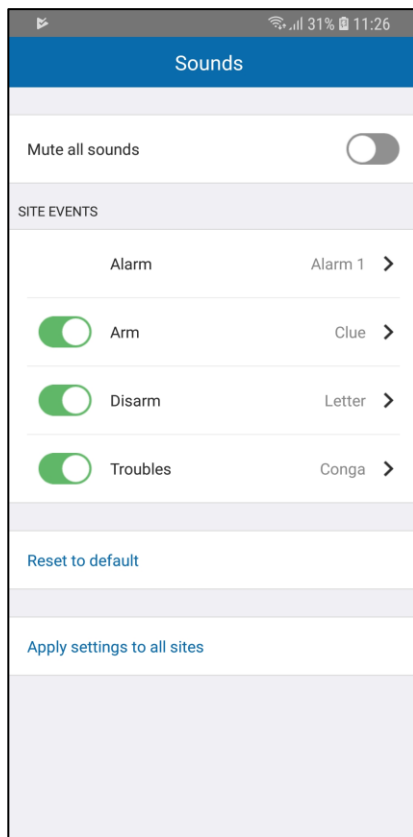 31% 11:26
Sounds
Mute all sounds
SITE EVENTS
Alarm Alarm 1
Arm Clue
Disarm Letter
Troubles Conga
Reset to default
Apply settings to all sites